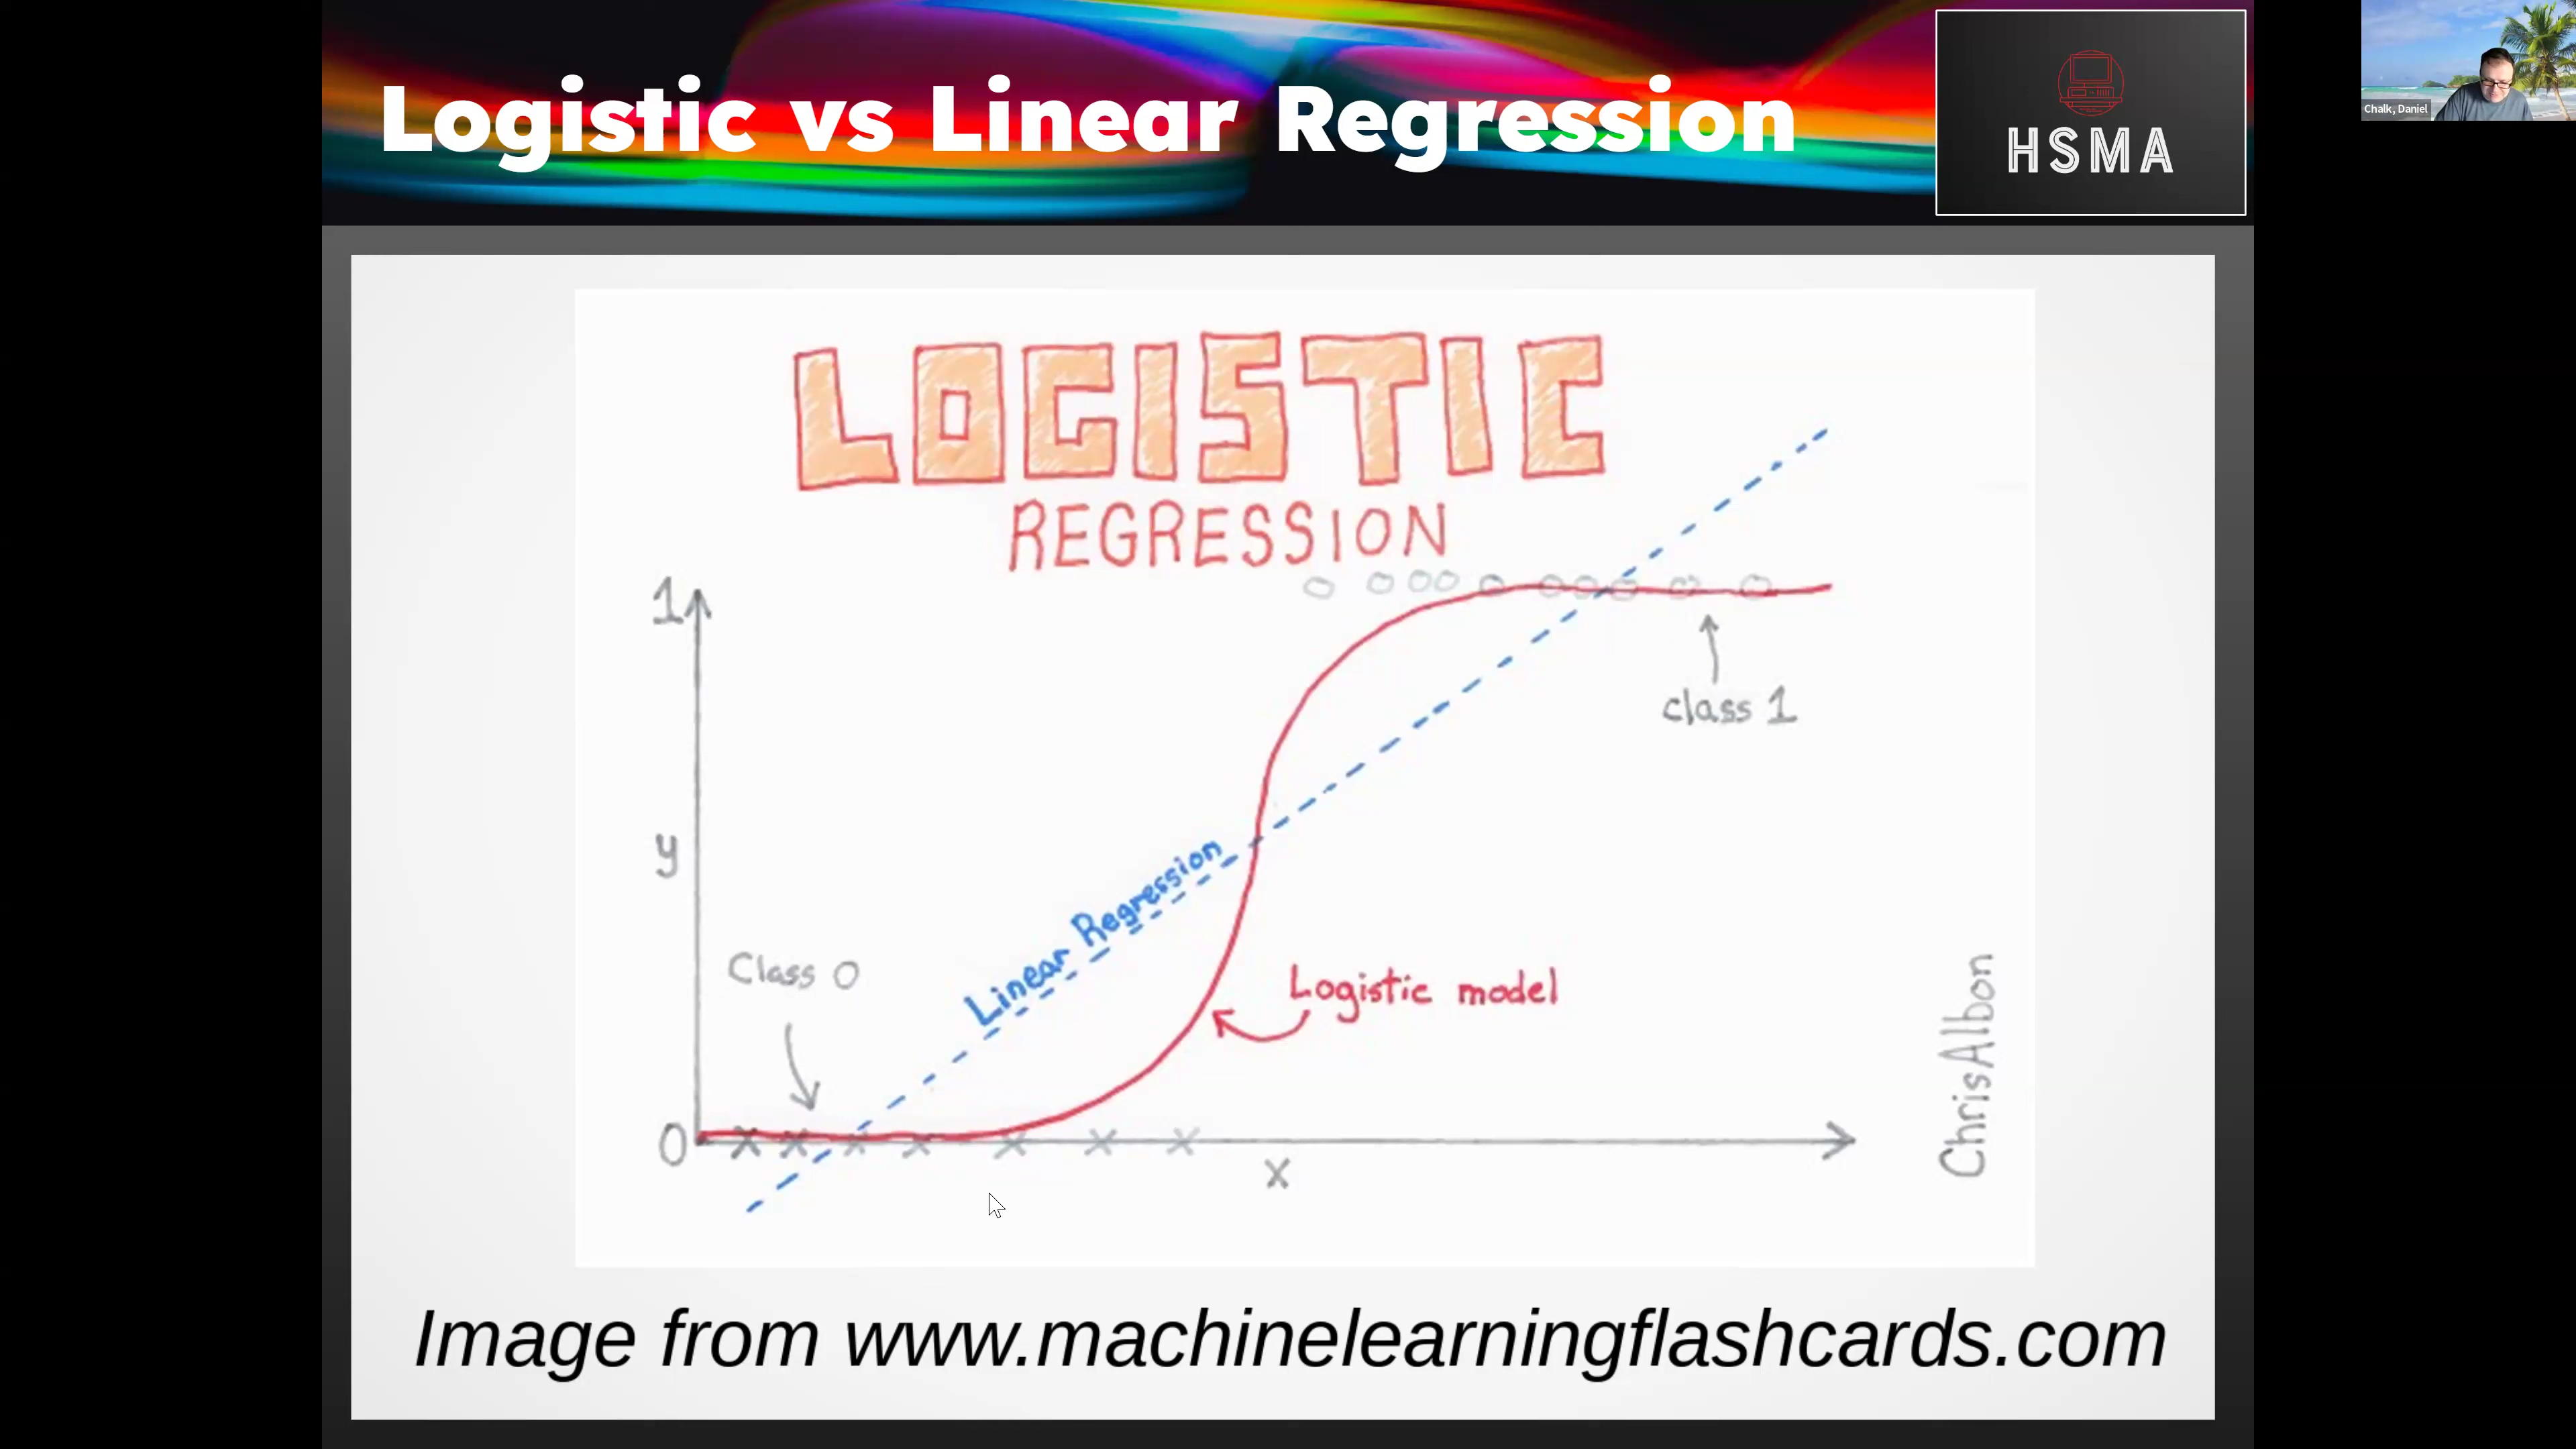 Logistic vs Linear Regression
HSMA
Chalk, Daniel
LOGISTIC
REGRESSION
1
class 1
y
Linear Regression
Class 0
Logistic model
0
x
ChrisAlbon
Image from www.machinelearningflashcards.com